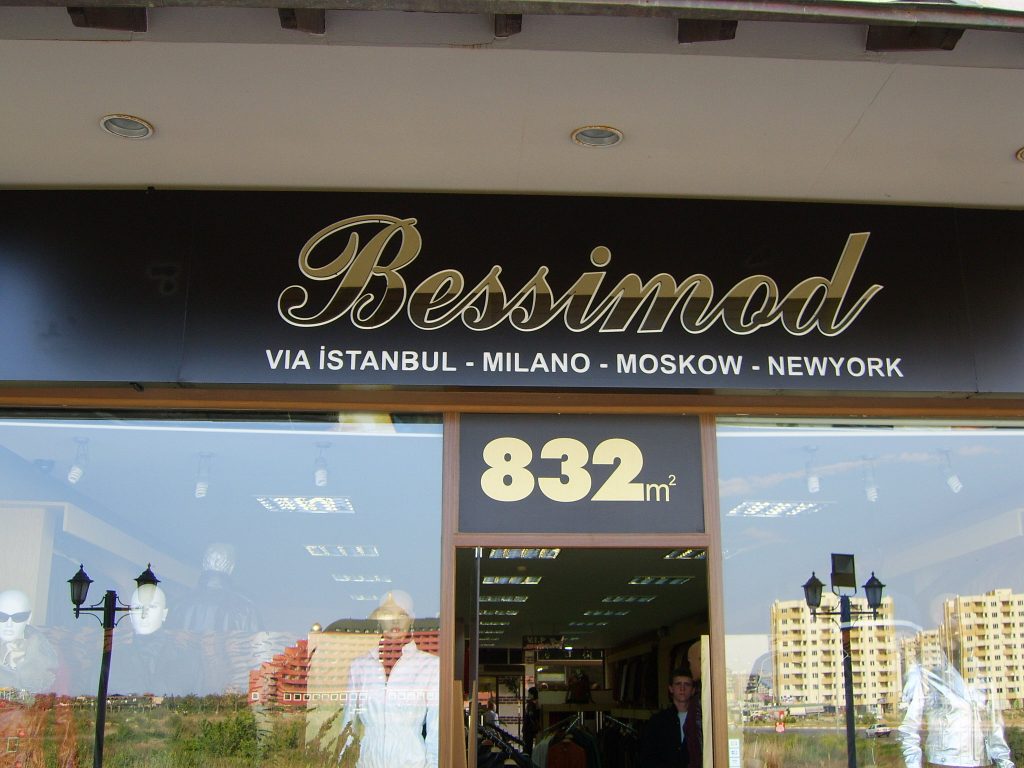 Bessimod
VIA İSTANBUL - MILANO - MOSKOW - NEWYORK
832m²